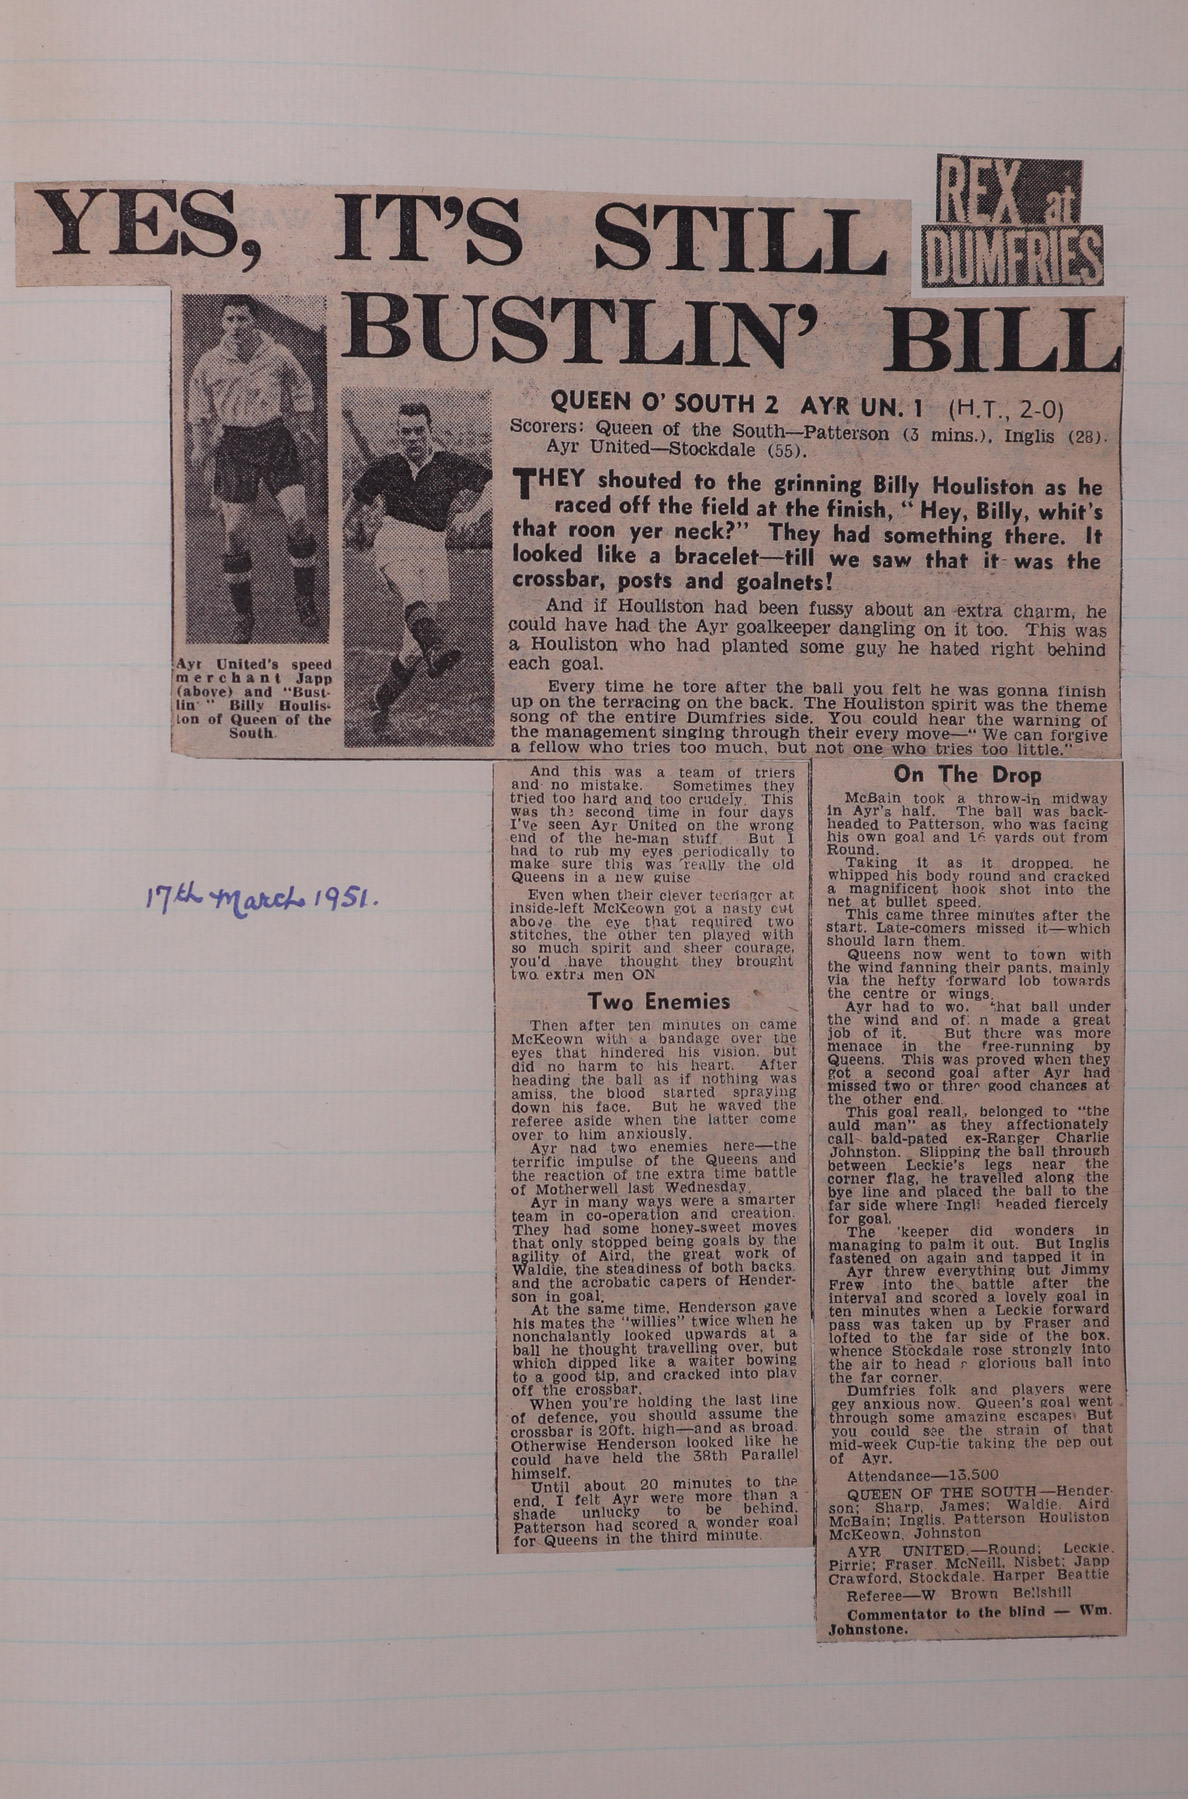 YES, IT'S STILL
BUSTLIN' BILL
REX at
DUMFRIES
Ayr United's speed
merchant Japp
(above) and "Bust-
lin'" Billy Houlis-
ton of Queen of the
South.
QUEEN O' SOUTH 2 AYR UN. 1 (H.T., 2-0)
Scorers: Queen of the South—Patterson (3 mins.), Inglis (28).
Ayr United—Stockdale (55).
THEY shouted to the grinning Billy Houliston as he
raced off the field at the finish, "Hey, Billy, whit's
that roon yer neck?" They had something there. It
looked like a bracelet—till we saw that it was the
crossbar, posts and goalnets!
And if Houliston had been fussy about an extra charm, he
could have had the Ayr goalkeeper dangling on it too. This was
a Houliston who had planted some guy he hated right behind
each goal.
Every time he tore after the ball you felt he was gonna finish
up on the terracing on the back. The Houliston spirit was the theme
song of the entire Dumfries side. You could hear the warning of
the management singing through their every move—"We can forgive
a fellow who tries too much, but not one who tries too little."
And this was a team of triers
and no mistake. Sometimes they
tried too hard and too crudely. This
was the second time in four days
I've seen Ayr United on the wrong
end of the he-man stuff. But I
had to rub my eyes periodically to
make sure this was really the old
Queens in a new guise
Even when their clever teenager at
inside-left McKeown got a nasty cut
above the eye that required two
stitches, the other ten played with
so much spirit and sheer courage,
you'd have thought they brought
two extra men ON
Two Enemies
Then after ten minutes on came
McKeown with a bandage over the
eyes that hindered his vision, but
did no harm to his heart. After
heading the ball as if nothing was
amiss, the blood started spraying
down his face. But he waved the
referee aside when the latter come
over to him anxiously.
Ayr had two enemies here—the
terrific impulse of the Queens and
the reaction of the extra time battle
of Motherwell last Wednesday.
Ayr in many ways were a smarter
team in co-operation and creation.
They had some honey-sweet moves
that only stopped being goals by the
agility of Aird, the great work of
Waldie, the steadiness of both backs,
and the acrobatic capers of Hender-
son in goal.
At the same time, Henderson gave
his mates the "willies" twice when he
nonchalantly looked upwards at a
ball he thought travelling over, but
which dipped like a waiter bowing
to a good tip, and cracked into play
off the crossbar.
When you're holding the last line
of defence, you should assume the
crossbar is 20ft. high—and as broad.
Otherwise Henderson looked like he
could have held the 38th Parallel
himself.
Until about 20 minutes to the
end, I felt Ayr were more than a
shade unlucky to be behind.
Patterson had scored a wonder goal
for Queens in the third minute.
On The Drop
McBain took a throw-in midway
in Ayr's half. The ball was back-
headed to Patterson, who was facing
his own goal and 16 yards out from
Round.
Taking it as it dropped, he
whipped his body round and cracked
a magnificent hook shot into the
net at bullet speed.
This came three minutes after the
start. Late-comers missed it—which
should larn them.
Queens now went to town with
the wind fanning their pants, mainly
via the hefty forward lob towards
the centre or wings.
Ayr had to that ball under
the wind and made a great
job of it. But there was more
menace in the free-running by
Queens. This was proved when they
got a second goal after Ayr had
missed two or three good chances at
the other end.
This goal really belonged to "the
auld man" as they affectionately
call bald-pated ex-Ranger Charlie
Johnston. Slipping the ball through
between Leckie's legs near the
corner flag, he travelled along the
bye line and placed the ball to the
far side where Inglis headed fiercely
for goal.
The 'keeper did wonders in
managing to palm it out. But Inglis
fastened on again and tapped it in
Ayr threw everything but Jimmy
Frew into the battle after the
interval and scored a lovely goal in
ten minutes when a Leckie forward
pass was taken up by Fraser and
lofted to the far side of the box,
whence Stockdale rose strongly into
the air to head a glorious ball into
the far corner.
Dumfries folk and players were
gey anxious now. Queen's goal went
through some amazing escapes. But
you could see the strain of that
mid-week Cup-tie taking the pep out
of Ayr.
Attendance—13,500
QUEEN OF THE SOUTH—Hender-
son; Sharp, James; Waldie, Aird
McBain; Inglis, Patterson Houliston
McKeown, Johnston
AYR UNITED.—Round; Leckie,
Pirrie; Fraser, McNeill, Nisbet; Japp
Crawford, Stockdale, Harper Beattie
Referee—W Brown Bellshill
Commentator to the blind — Wm.
Johnstone.
17th March 1951.